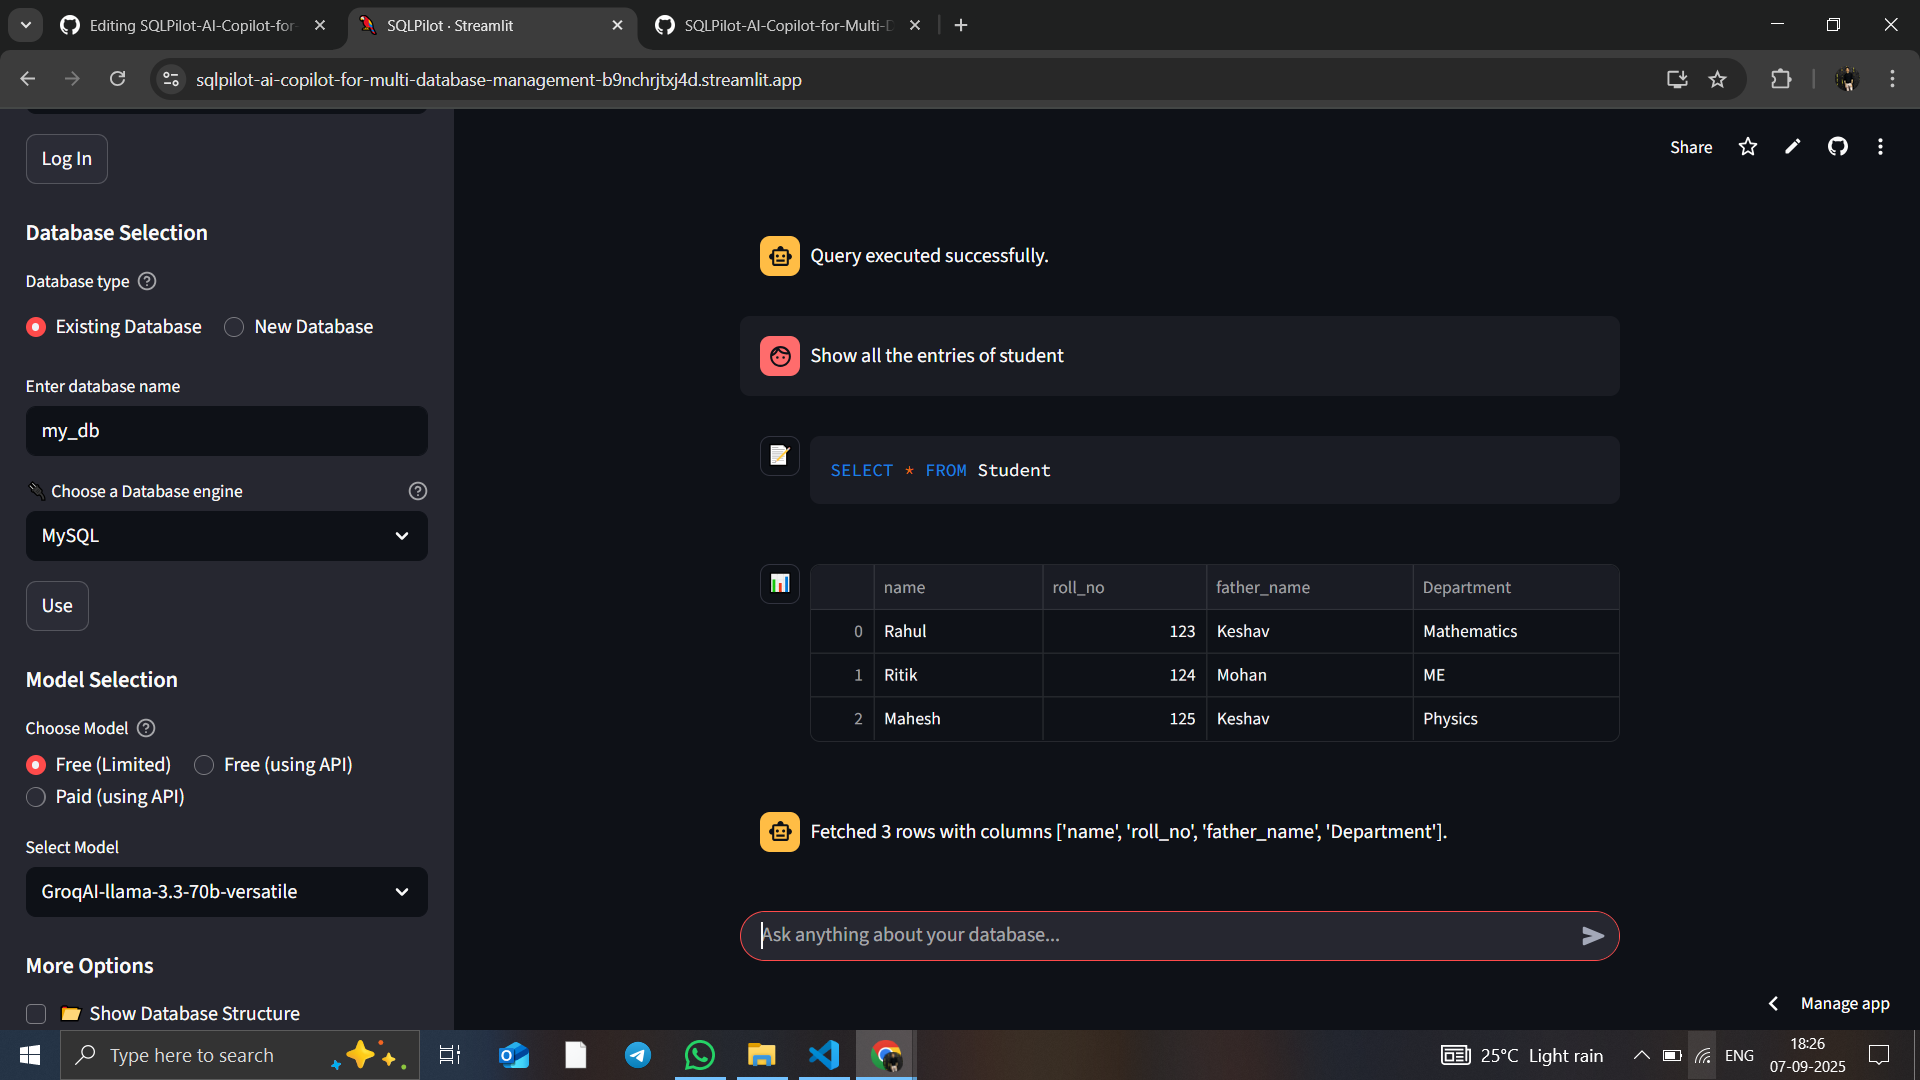 Editing SQLPilot-AI-Copilot-for-
SQLPilot · Streamlit
SQLPilot-AI-Copilot-for-Multi-D
sqlpilot-ai-copilot-for-multi-database-management-b9nchrjtxj4d.streamlit.app
Share
Log In
Database Selection
Database type
Existing Database
New Database
Enter database name
my_db
Choose a Database engine
MySQL
Use
Model Selection
Choose Model
Free (Limited)
Free (using API)
Paid (using API)
Select Model
GroqAI-llama-3.3-70b-versatile
More Options
Show Database Structure
Query executed successfully.
Show all the entries of student
SELECT * FROM Student
name roll_no father_name Department
0 Rahul 123 Keshav Mathematics
1 Ritik 124 Mohan ME
2 Mahesh 125 Keshav Physics
Fetched 3 rows with columns ['name', 'roll_no', 'father_name', 'Department'].
Ask anything about your database...
Manage app
Type here to search
25°C Light rain
ENG
18:26
07-09-2025